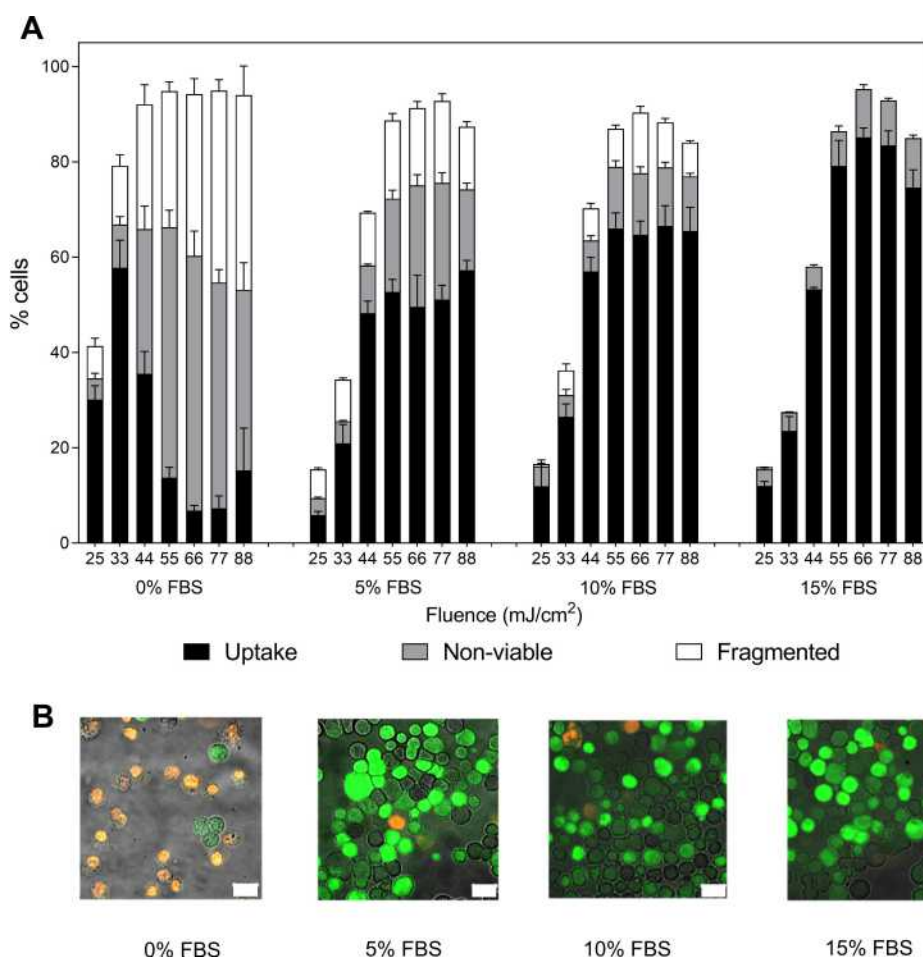 A
100
80
60
40
20
0
% cells
25 33 44 55 66 77 88 25 33 44 55 66 77 88 25 33 44 55 66 77 88 25 33 44 55 66 77 88
0% FBS 5% FBS 10% FBS 15% FBS
Fluence (mJ/cm²)
Uptake Non-viable Fragmented
B
0% FBS 5% FBS 10% FBS 15% FBS